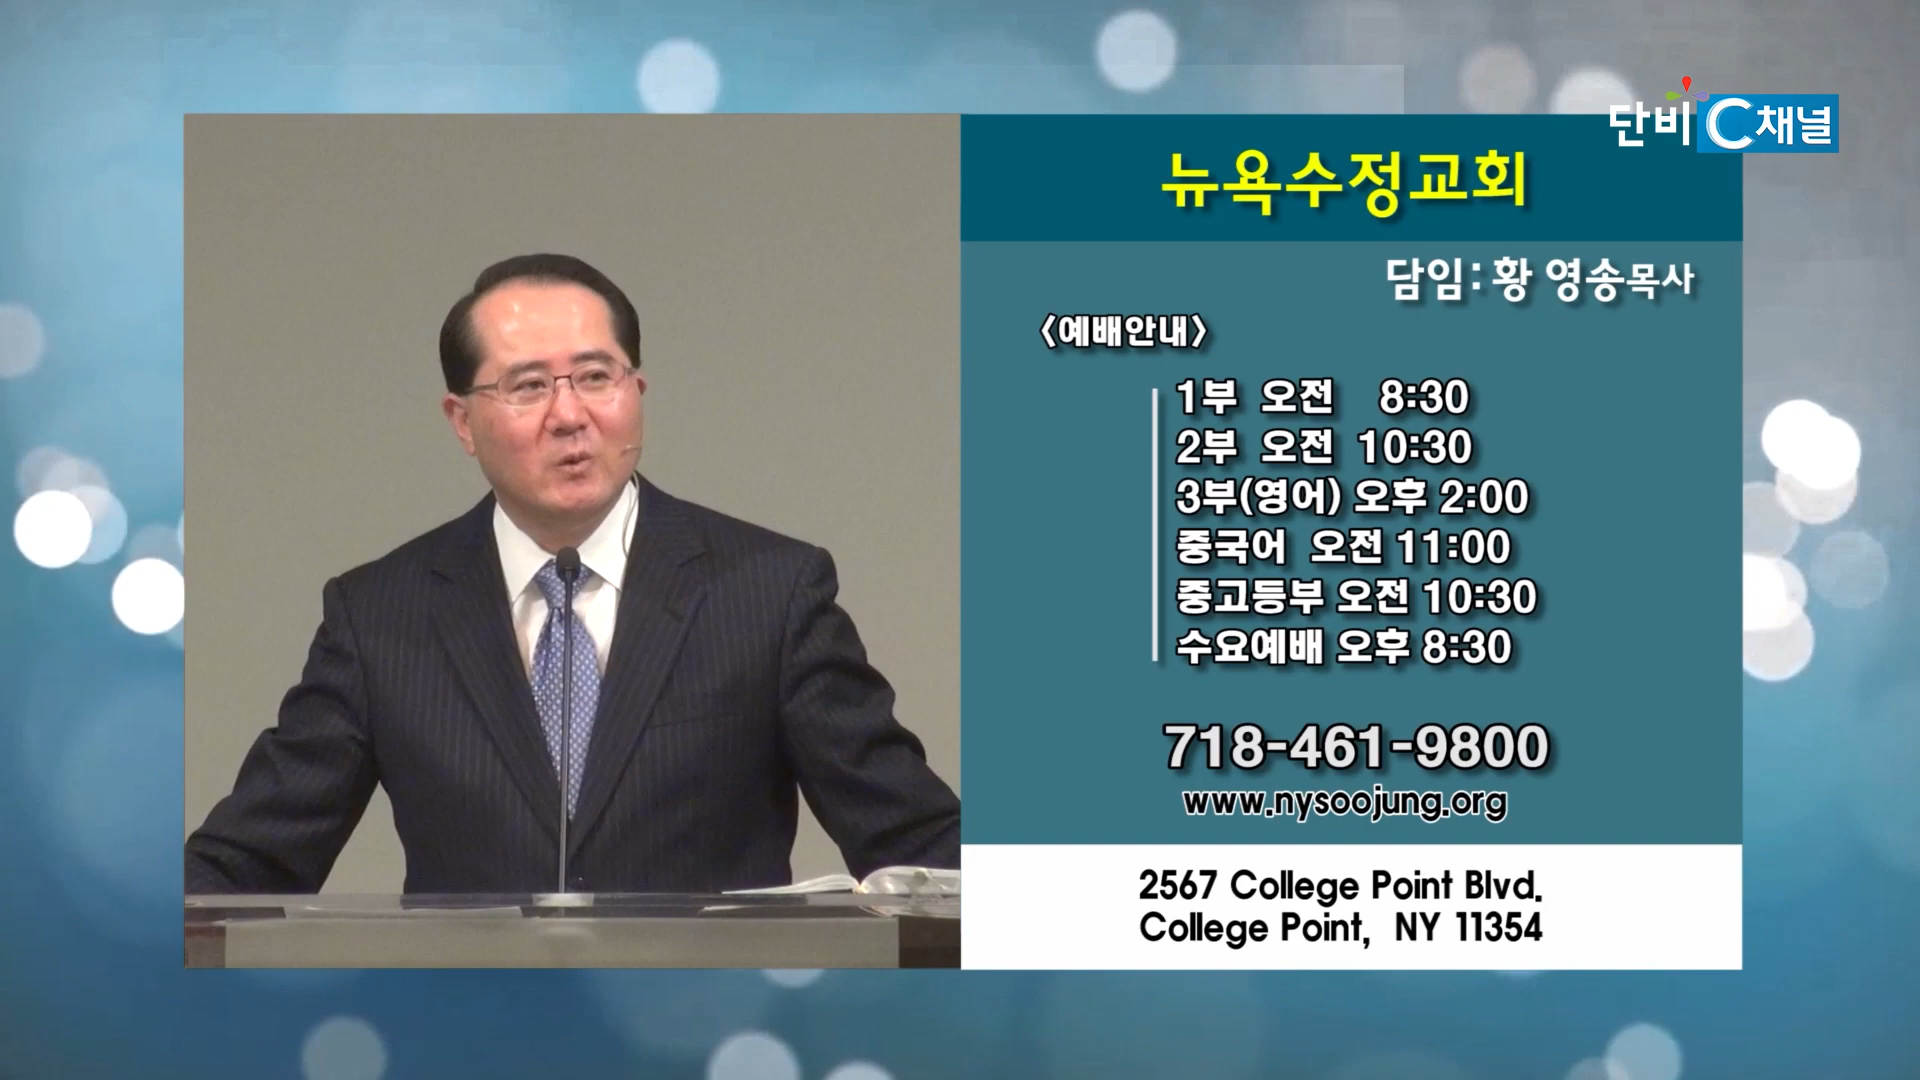 단비 C채널
뉴욕수정교회
담임: 황 영송목사
<예배안내>
1부 오전 8:30
2부 오전 10:30
3부(영어) 오후 2:00
중국어 오전 11:00
중고등부 오전 10:30
수요예배 오후 8:30
718-461-9800
www.nysoojung.org
2567 College Point Blvd.
College Point, NY 11354